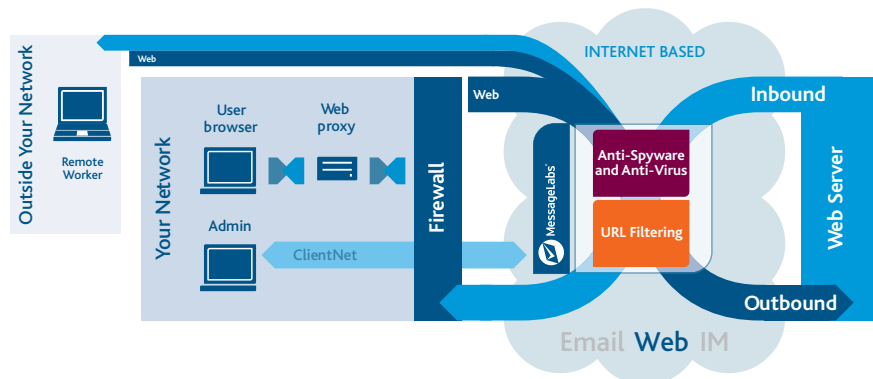 Outside Your Network
Remote
Worker
Web
Your Network
User
browser
Web
proxy
Admin
ClientNet
Firewall
INTERNET BASED
Web
MessageLabs
Anti-Spyware
and Anti-Virus
URL Filtering
Inbound
Web Server
Outbound
Email Web IM